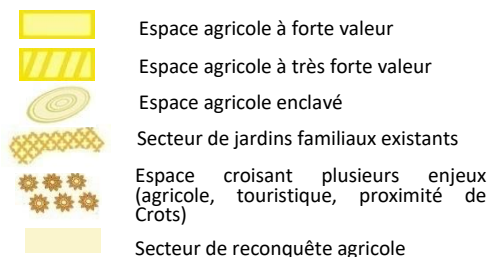 Espace agricole à forte valeur
Espace agricole à très forte valeur
Espace agricole enclavé
Secteur de jardins familiaux existants
Espace croisant plusieurs enjeux
(agricole, touristique, proximité de
Crots)
Secteur de reconquête agricole